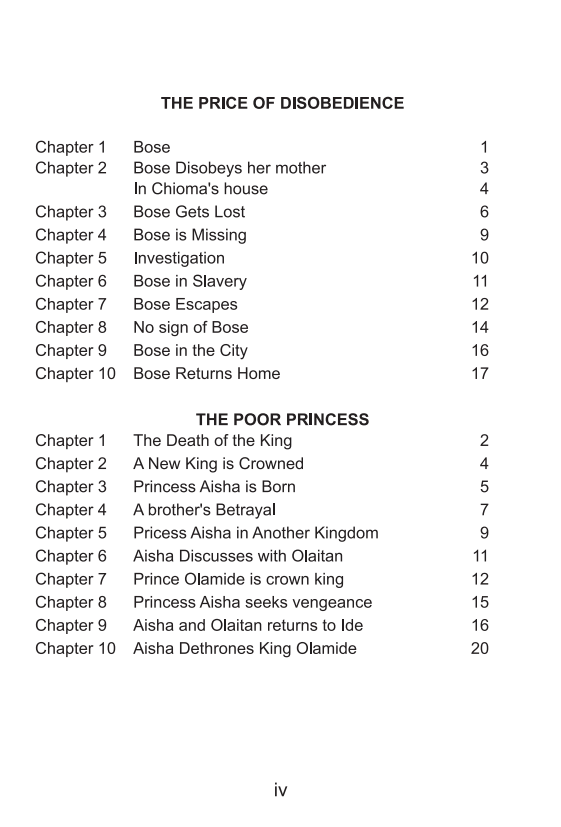 THE PRICE OF DISOBEDIENCE
Chapter 1 Bose 1
Chapter 2 Bose Disobeys her mother 3
In Chioma's house 4
Chapter 3 Bose Gets Lost 6
Chapter 4 Bose is Missing 9
Chapter 5 Investigation 10
Chapter 6 Bose in Slavery 11
Chapter 7 Bose Escapes 12
Chapter 8 No sign of Bose 14
Chapter 9 Bose in the City 16
Chapter 10 Bose Returns Home 17
THE POOR PRINCESS
Chapter 1 The Death of the King 2
Chapter 2 A New King is Crowned 4
Chapter 3 Princess Aisha is Born 5
Chapter 4 A brother's Betrayal 7
Chapter 5 Pricess Aisha in Another Kingdom 9
Chapter 6 Aisha Discusses with Olaitan 11
Chapter 7 Prince Olamide is crown king 12
Chapter 8 Princess Aisha seeks vengeance 15
Chapter 9 Aisha and Olaitan returns to Ide 16
Chapter 10 Aisha Dethrones King Olamide 20
iv